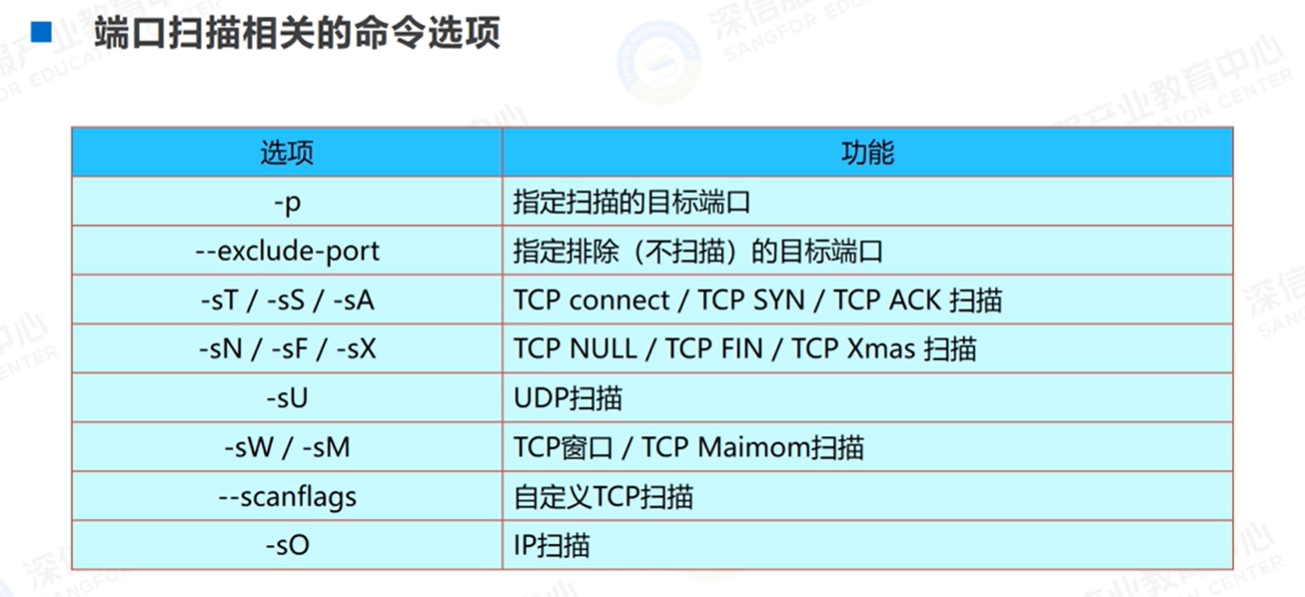 端口扫描相关的命令选项
选项 功能
-p 指定扫描的目标端口
--exclude-port 指定排除（不扫描）的目标端口
-sT / -sS / -sA TCP connect / TCP SYN / TCP ACK 扫描
-sN / -sF / -sX TCP NULL / TCP FIN / TCP Xmas 扫描
-sU UDP扫描
-sW / -sM TCP窗口 / TCP Maimom扫描
--scanflags 自定义TCP扫描
-sO IP扫描